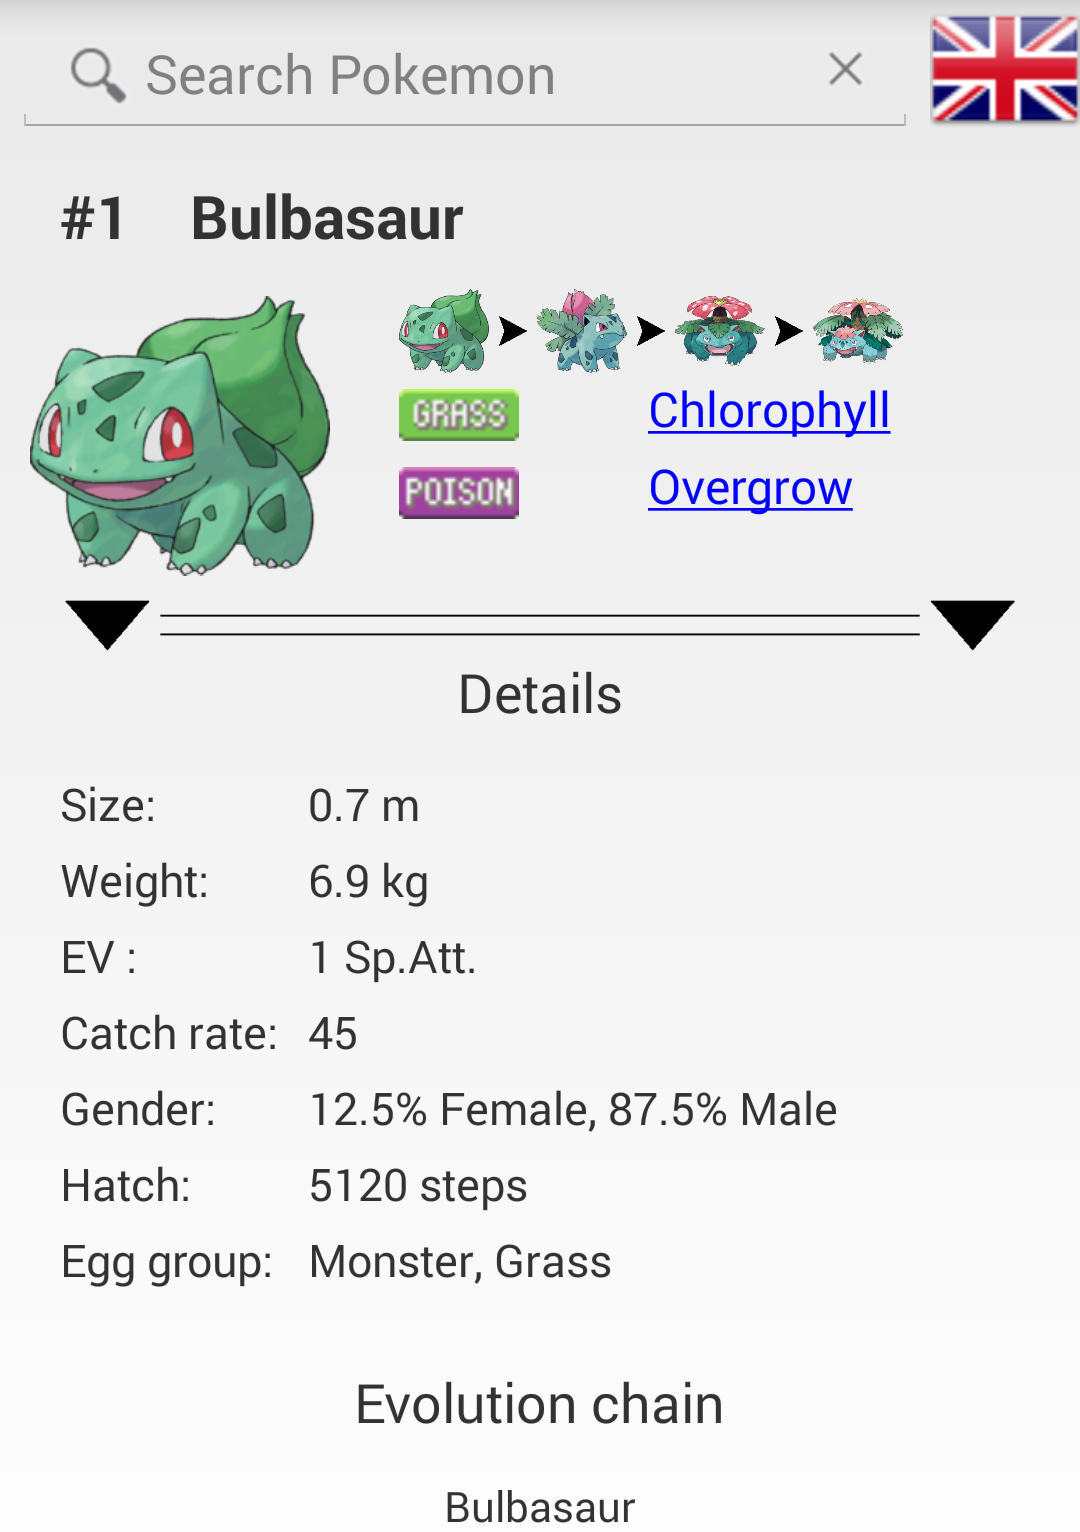 Search Pokemon
#1 Bulbasaur
GRASS Chlorophyll
POISON Overgrow
Details
Size: 0.7 m
Weight: 6.9 kg
EV : 1 Sp.Att.
Catch rate: 45
Gender: 12.5% Female, 87.5% Male
Hatch: 5120 steps
Egg group: Monster, Grass
Evolution chain
Bulbasaur